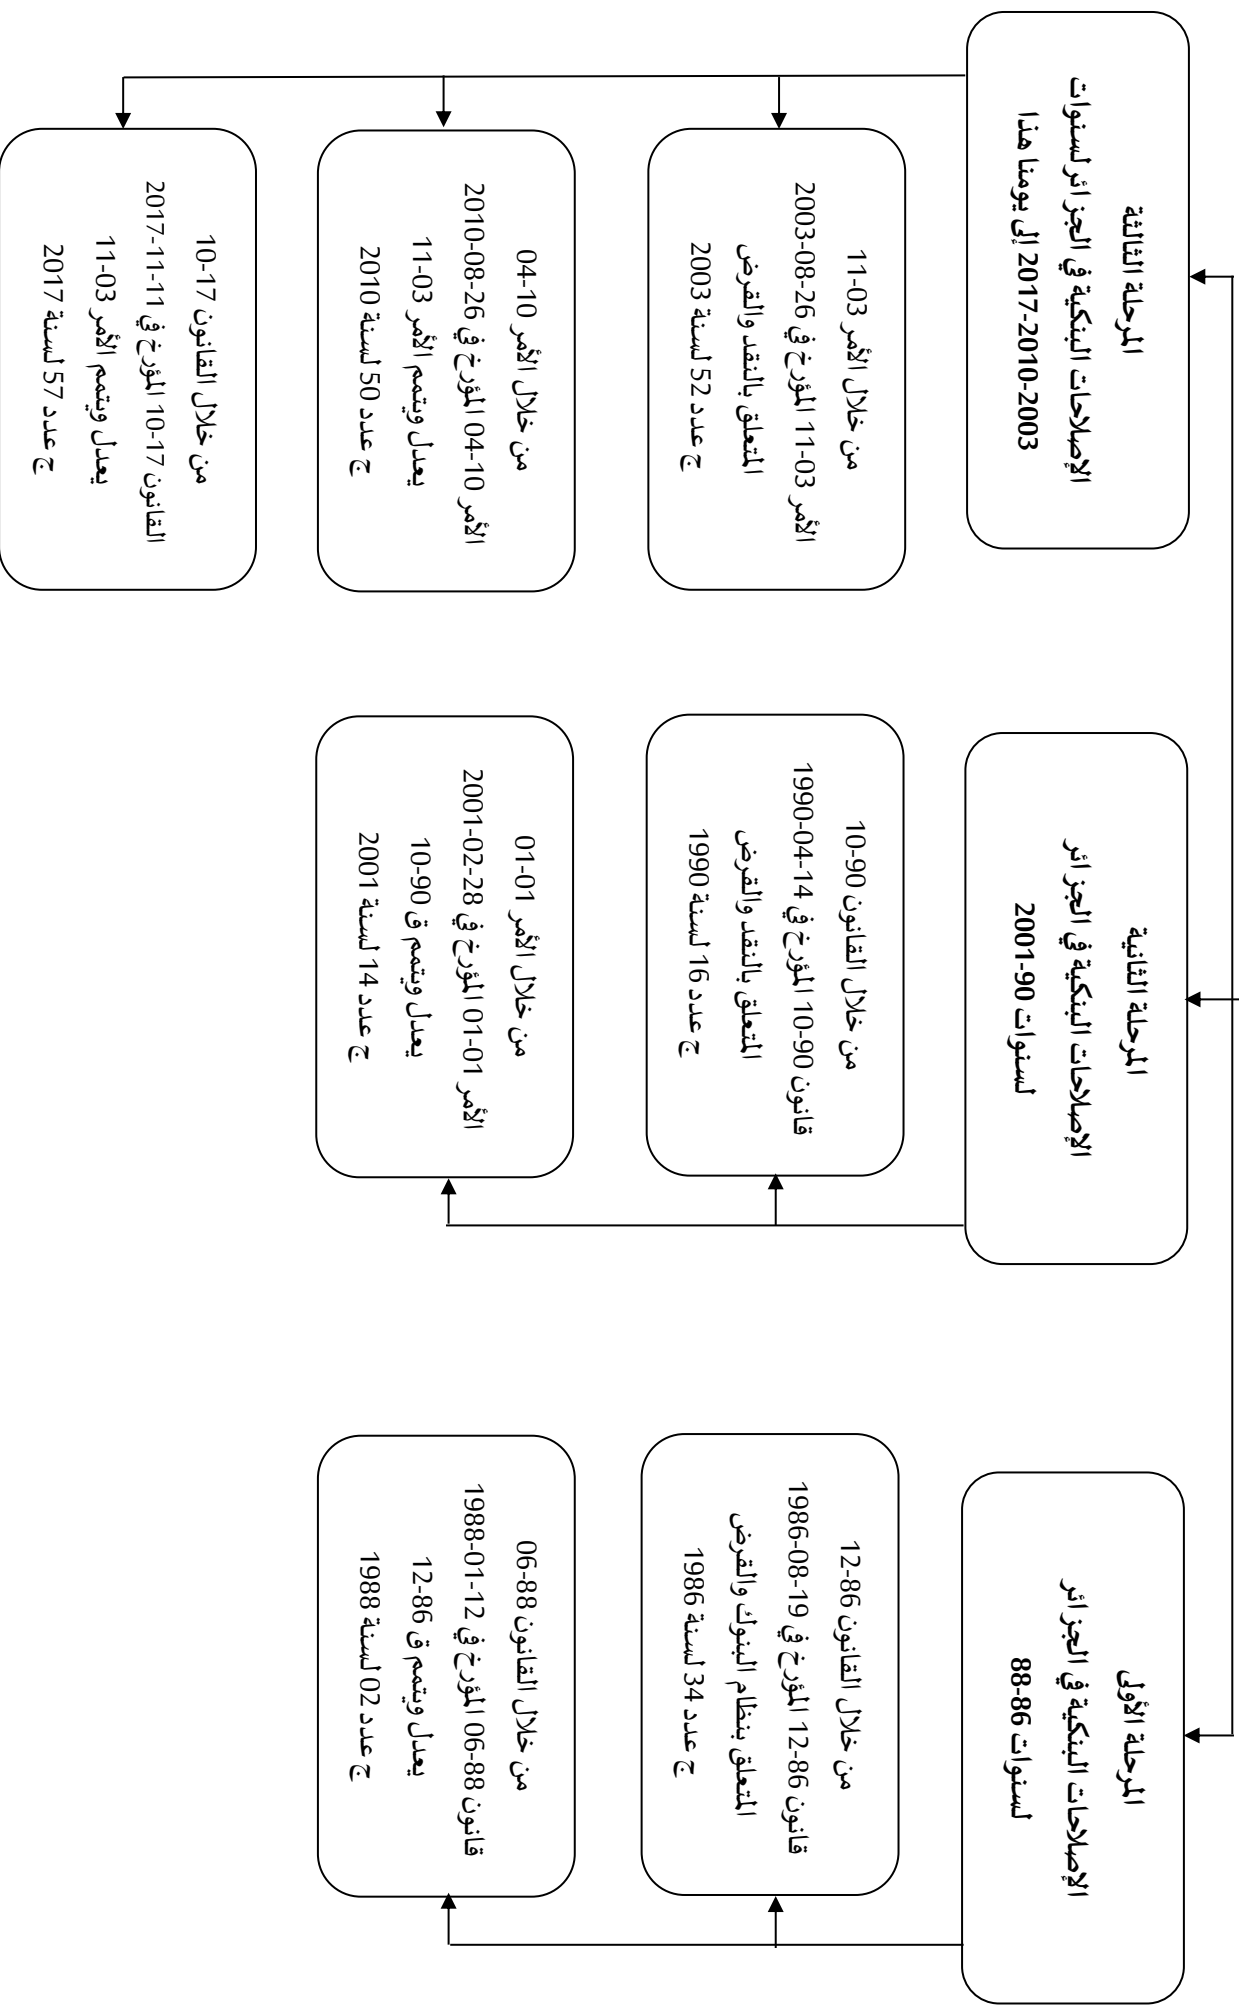 المرحلة الأولى
الإصلاحات البنكية في الجزائر
لسنوات 86-88
من خلال القانون 86-12
قانون 86-12 المؤرخ في 19-08-1986
المتعلق بنظام البنوك والقرض
ج عدد 34 لسنة 1986
من خلال القانون 88-06
قانون 88-06 المؤرخ في 12-01-1988
يعدل ويتمم ق 86-12
ج عدد 02 لسنة 1988
المرحلة الثانية
الإصلاحات البنكية في الجزائر
لسنوات 90-2001
من خلال القانون 90-10
قانون 90-10 المؤرخ في 14-04-1990
المتعلق بالنقد والقرض
ج عدد 16 لسنة 1990
من خلال الأمر 01-01
الأمر 01-01 المؤرخ في 28-02-2001
يعدل ويتمم ق 90-10
ج عدد 14 لسنة 2001
المرحلة الثالثة
الإصلاحات البنكية في الجزائر لسنوات
2003-2010-2017 إلى يومنا هذا
من خلال الأمر 03-11
الأمر 03-11 المؤرخ في 26-08-2003
المتعلق بالنقد والقرض
ج عدد 52 لسنة 2003
من خلال الأمر 10-04
الأمر 10-04 المؤرخ في 26-08-2010
يعدل ويتمم الأمر 03-11
ج عدد 50 لسنة 2010
من خلال القانون 17-10
القانون 17-10 المؤرخ في 11-11-2017
يعدل ويتمم الأمر 03-11
ج عدد 57 لسنة 2017